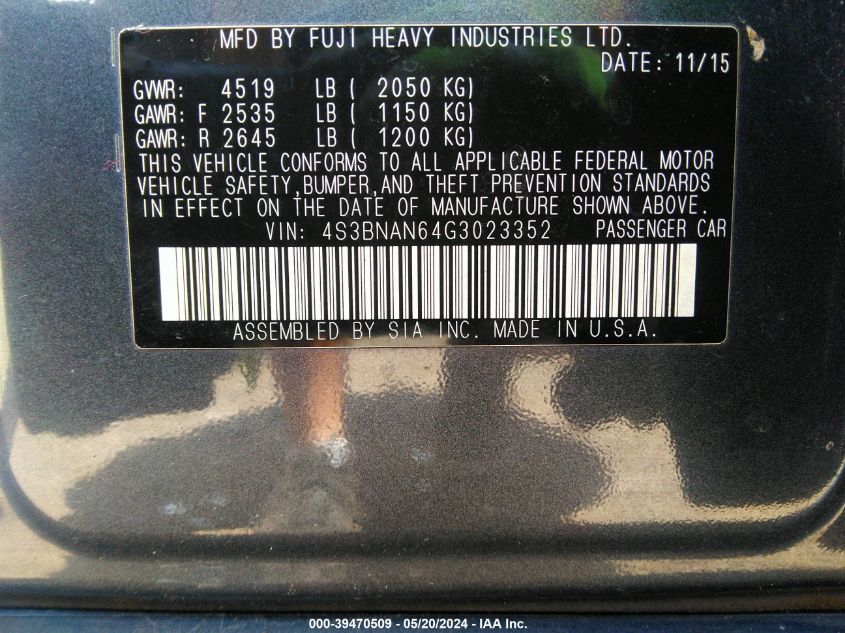 MFD BY FUJI HEAVY INDUSTRIES LTD.
DATE: 11/15
GVWR: 4519 LB ( 2050 KG)
GAWR: F 2535 LB ( 1150 KG)
GAWR: R 2645 LB ( 1200 KG)
THIS VEHICLE CONFORMS TO ALL APPLICABLE FEDERAL MOTOR
VEHICLE SAFETY,BUMPER,AND THEFT PREVENTION STANDARDS
IN EFFECT ON THE DATE OF MANUFACTURE SHOWN ABOVE.
VIN: 4S3BNAN64G3023352 PASSENGER CAR
ASSEMBLED BY SIA INC. MADE IN U.S.A.
000-39470509 - 05/20/2024 - IAA Inc.